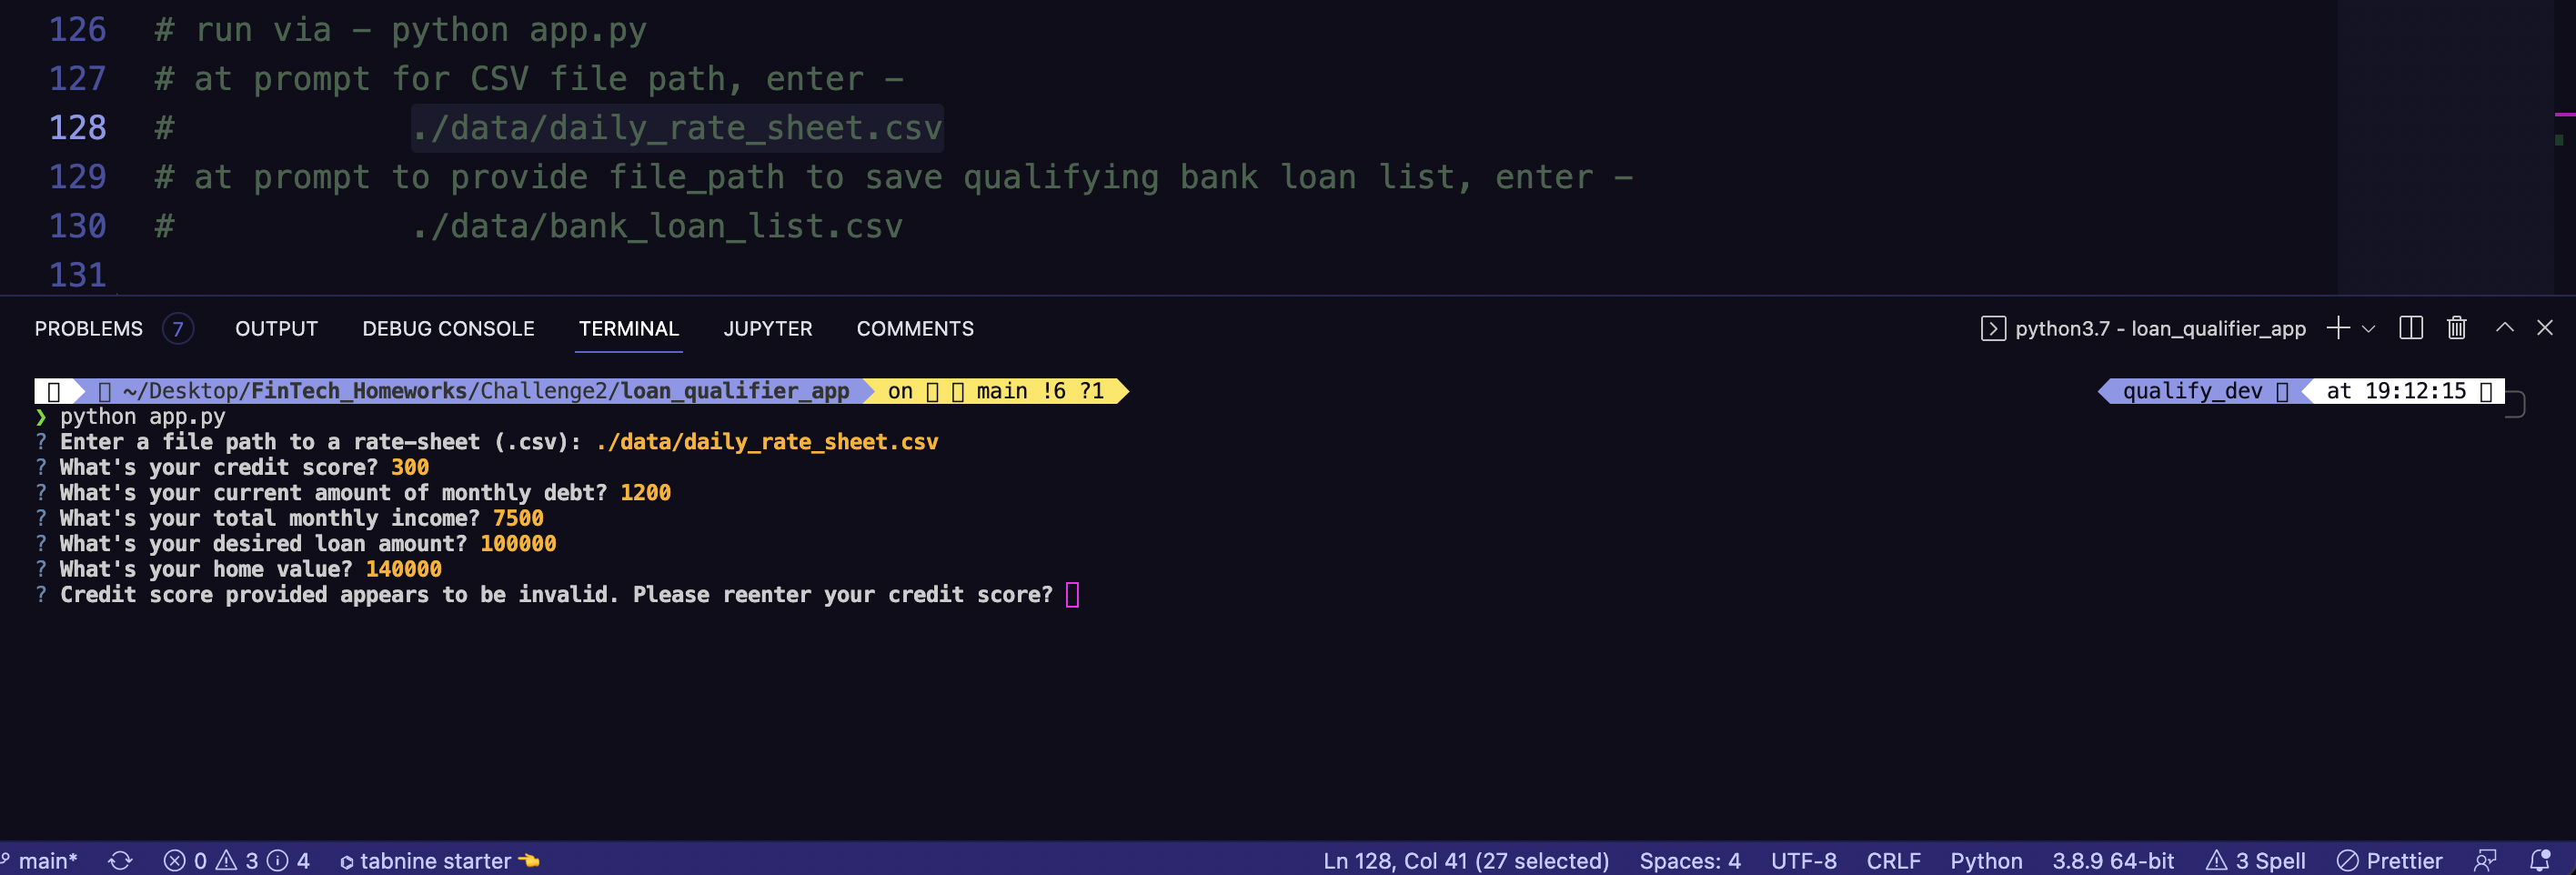 126 # run via – python app.py
127 # at prompt for CSV file path, enter –
128 # ./data/daily_rate_sheet.csv
129 # at prompt to provide file_path to save qualifying bank loan list, enter –
130 # ./data/bank_loan_list.csv
131
PROBLEMS 7 OUTPUT DEBUG CONSOLE TERMINAL JUPYTER COMMENTS python3.7 - loan_qualifier_app
~/Desktop/FinTech_Homeworks/Challenge2/loan_qualifier_app on main !6 ?1 qualify_dev at 19:12:15
❯ python app.py
? Enter a file path to a rate-sheet (.csv): ./data/daily_rate_sheet.csv
? What's your credit score? 300
? What's your current amount of monthly debt? 1200
? What's your total monthly income? 7500
? What's your desired loan amount? 100000
? What's your home value? 140000
? Credit score provided appears to be invalid. Please reenter your credit score?
main* 0 3 4 tabnine starter 👈 Ln 128, Col 41 (27 selected) Spaces: 4 UTF-8 CRLF Python 3.8.9 64-bit 3 Spell Prettier